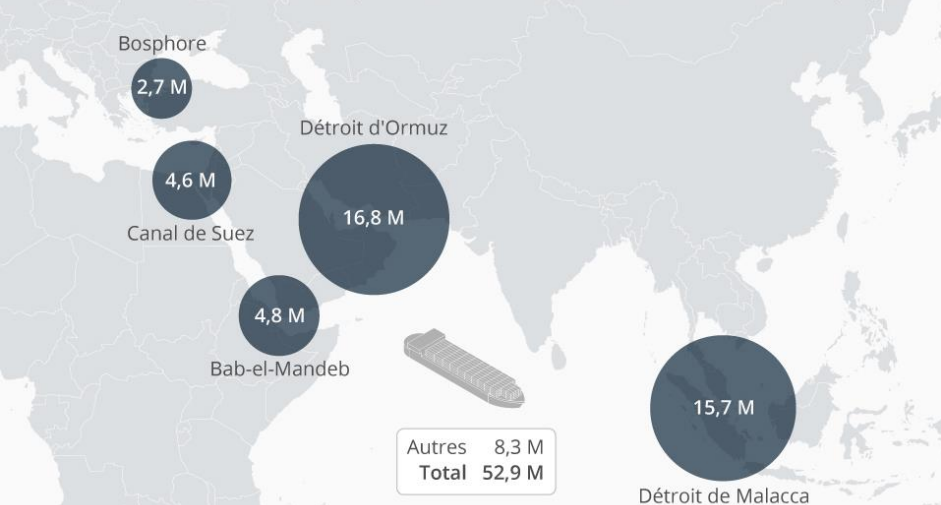 Bosphore
2,7 M
Détroit d'Ormuz
4,6 M
16,8 M
Canal de Suez
4,8 M
Bab-el-Mandeb
15,7 M
Autres 8,3 M
Total 52,9 M
Détroit de Malacca